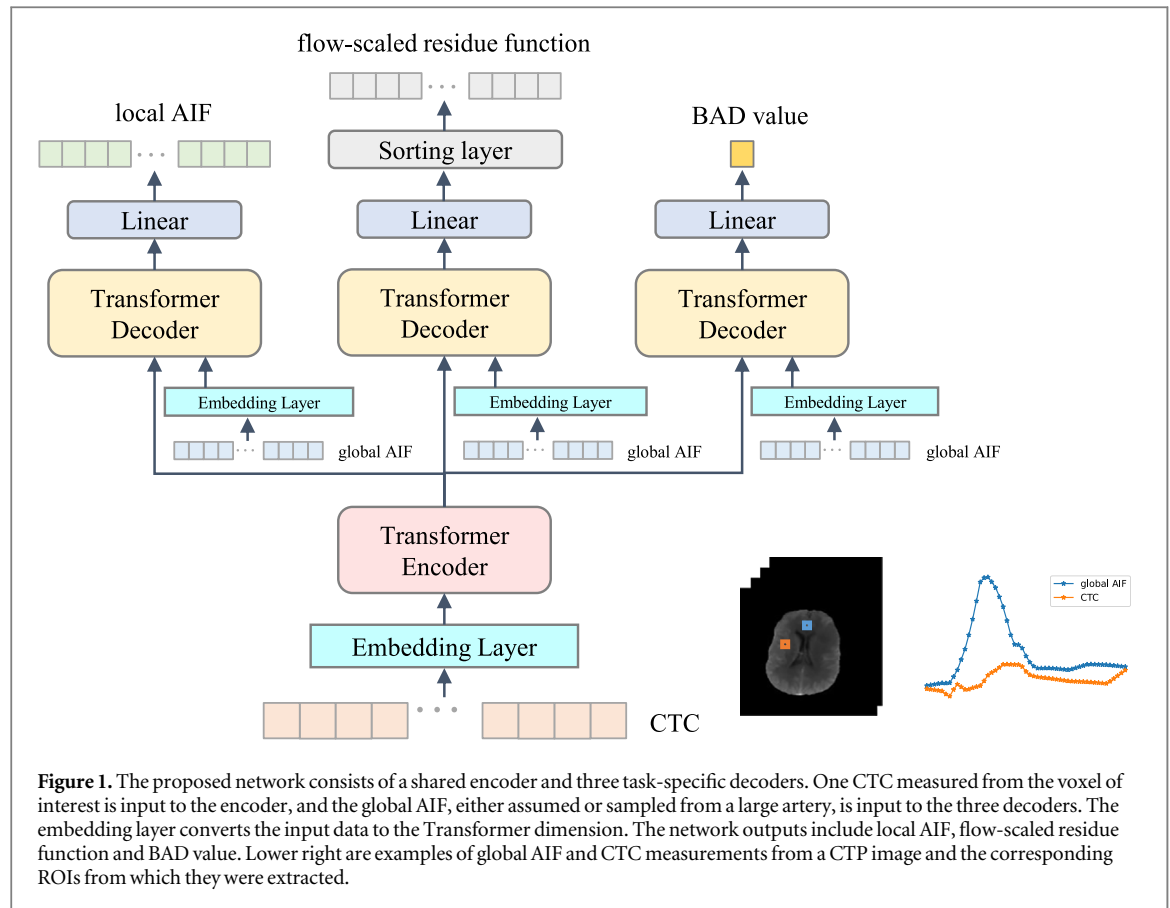 flow-scaled residue function
local AIF
BAD value
Sorting layer
Linear
Linear
Linear
Transformer
Decoder
Transformer
Decoder
Transformer
Decoder
Embedding Layer
Embedding Layer
Embedding Layer
global AIF
global AIF
global AIF
Transformer
Encoder
Embedding Layer
CTC
global AIF
CTC
Figure 1. The proposed network consists of a shared encoder and three task-specific decoders. One CTC measured from the voxel of
interest is input to the encoder, and the global AIF, either assumed or sampled from a large artery, is input to the three decoders. The
embedding layer converts the input data to the Transformer dimension. The network outputs include local AIF, flow-scaled residue
function and BAD value. Lower right are examples of global AIF and CTC measurements from a CTP image and the corresponding
ROIs from which they were extracted.